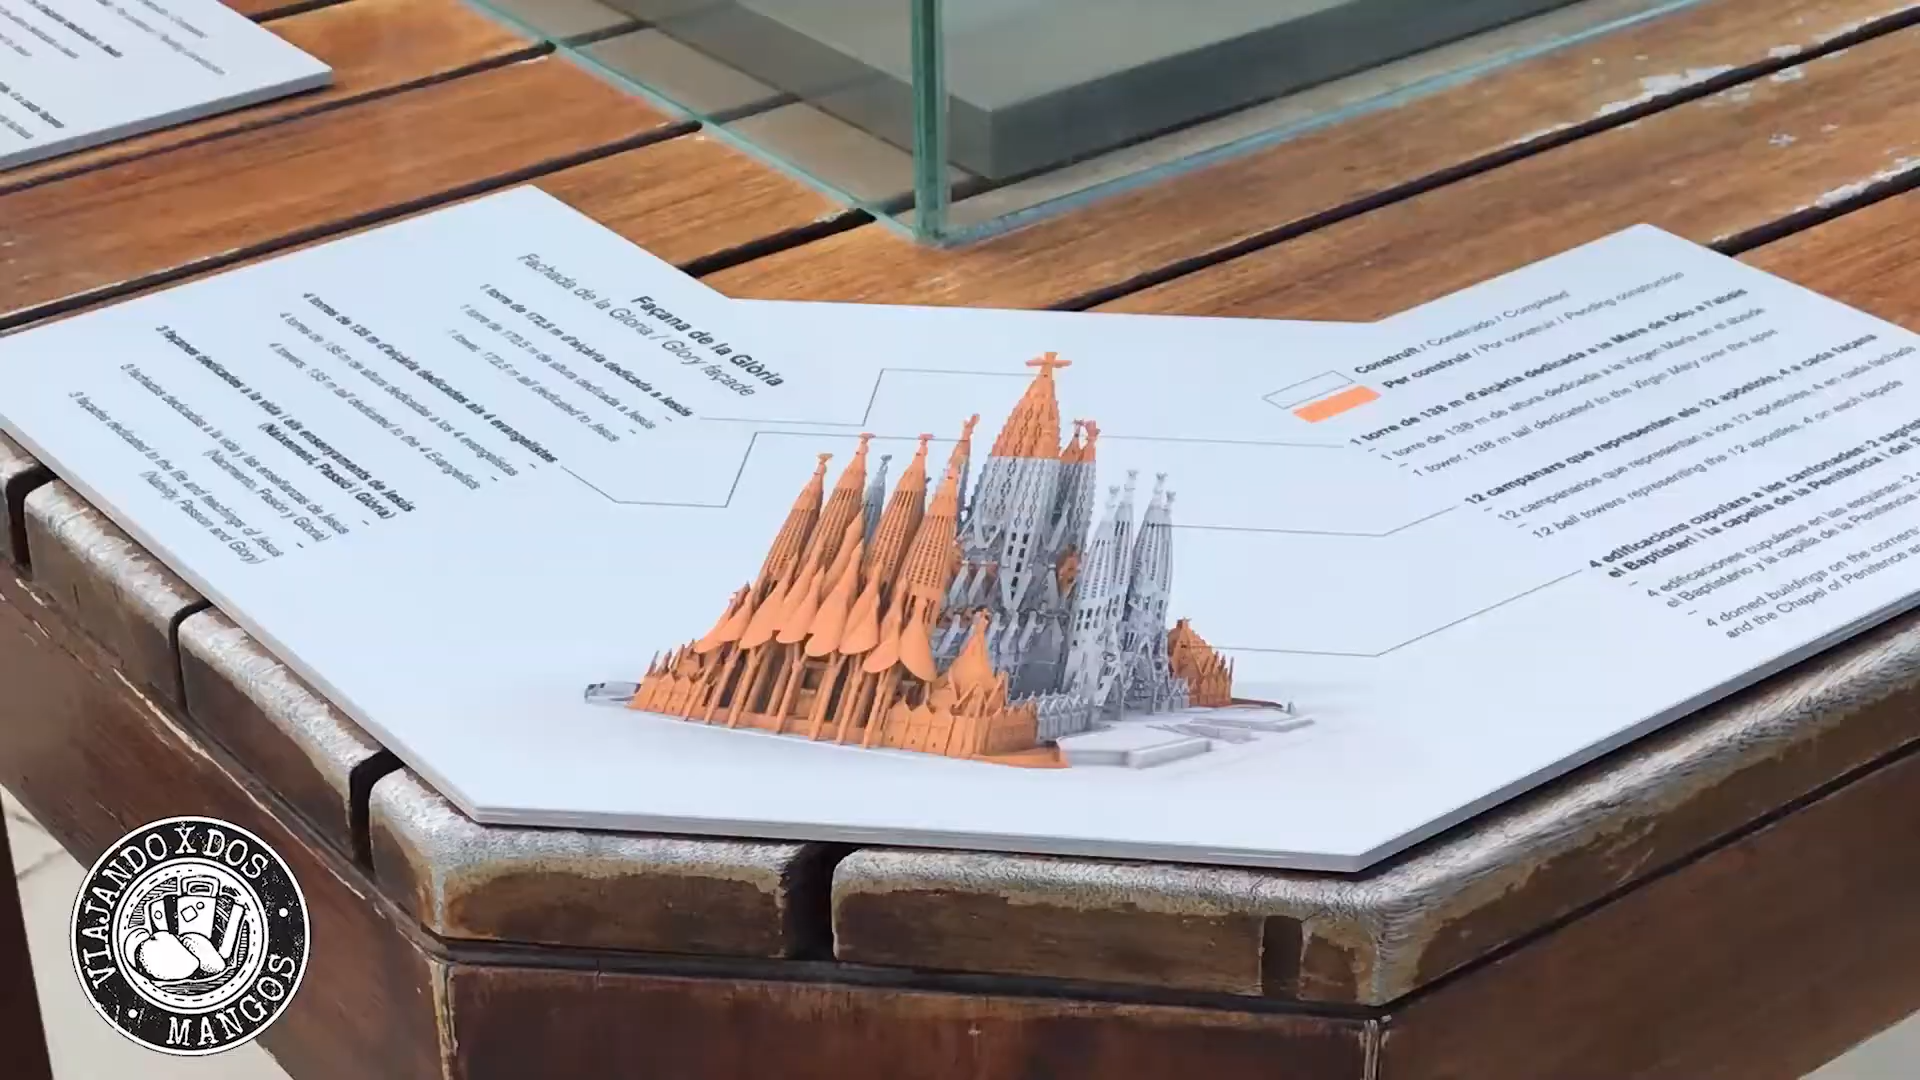 Façana de la Glòria
Fachada de la Gloria / Glory façade
1 torre de 172,5 m d'alçària dedicada a Jesús
1 torre de 172,5 m de altura dedicada a Jesús
1 tower, 172.5 m tall dedicated to Jesus
4 torres de 135 m d'alçària dedicades als 4 evangelistes
4 torres de 135 m de altura dedicadas a los 4 evangelistas
4 towers, 135 m tall dedicated to the 4 Evangelists
3 façanes dedicades a la vida i els ensenyaments de Jesús
(Naixement, Passió i Glòria)
3 fachadas dedicadas a la vida y las enseñanzas de Jesús
(Nacimiento, Pasión y Gloria)
3 façades dedicated to the life and teachings of Jesus
(Nativity, Passion and Glory)
Construït / Construido / Completed
Per construir / Por construir / Pending construction
1 torre de 138 m d'alçària dedicada a la Mare de Déu a l'absis
1 torre de 138 m de altura dedicada a la Virgen María en el ábside
1 tower, 138 m tall dedicated to the Virgin Mary over the apse
12 campanars que representen els 12 apòstols, 4 a cada façana
12 campanarios que representan a los 12 apóstoles, 4 en cada fachada
12 bell towers representing the 12 apostles, 4 on each façade
4 edificacions cupulars a les cantonades: 2
el Baptisteri i la capella de la Penitència i del
4 edificaciones cupulares en las esquinas: 2
el Baptisterio y la capilla de la Penitencia
4 domed buildings on the corners:
and the Chapel of Penitence
VIAJANDO X DOS
MANGOS